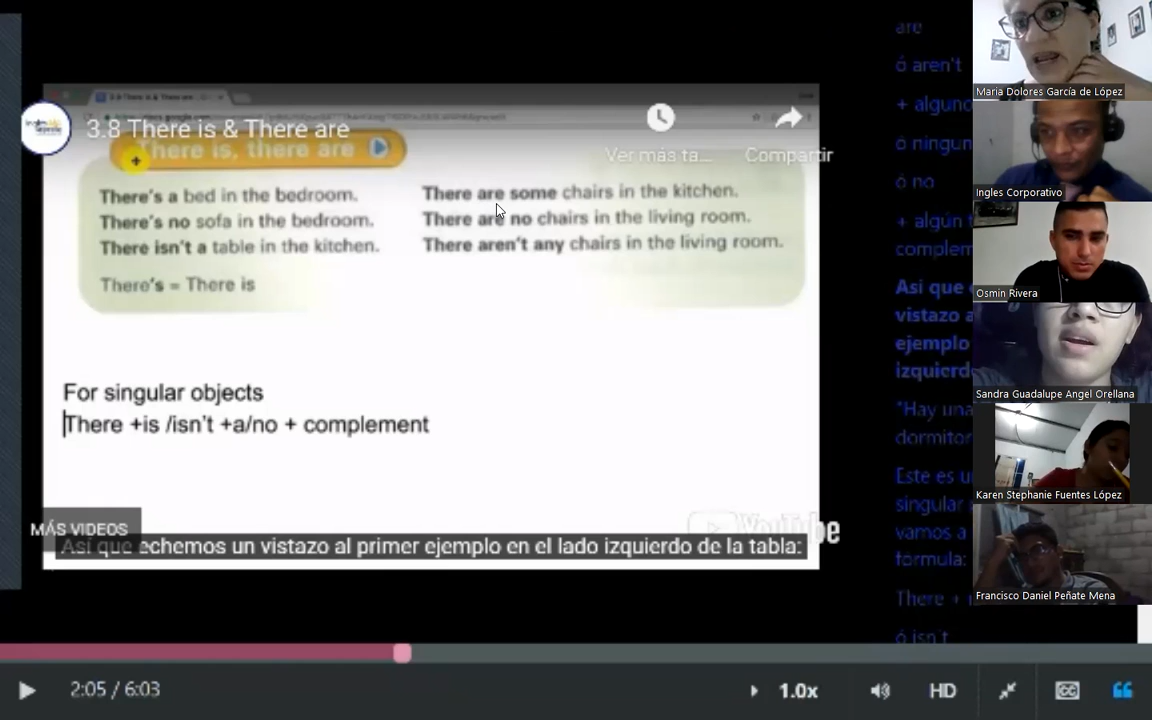 3.8 There is & There are
Ver más ta...
Compartir
There is, there are
There's a bed in the bedroom.
There's no sofa in the bedroom.
There isn't a table in the kitchen.
There's = There is
There are some chairs in the kitchen.
There are no chairs in the living room.
There aren't any chairs in the living room.
For singular objects
There +is /isn't +a/no + complement
MÁS VIDEOS
YouTube
Así que echemos un vistazo al primer ejemplo en el lado izquierdo de la tabla:
2:05 / 6:03
1.0x
HD
CC
are
ó aren't
+ alguno
ó ningun
ó no
+ algún t
complem
Asi que
vistazo a
ejemplo
izquierdo
"Hay una
dormitor
Este es u
singular
vamos a
formula:
There +
ó isn't
Maria Dolores García de López
Ingles Corporativo
Osmin Rivera
Sandra Guadalupe Angel Orellana
Karen Stephanie Fuentes López
Francisco Daniel Peñate Mena